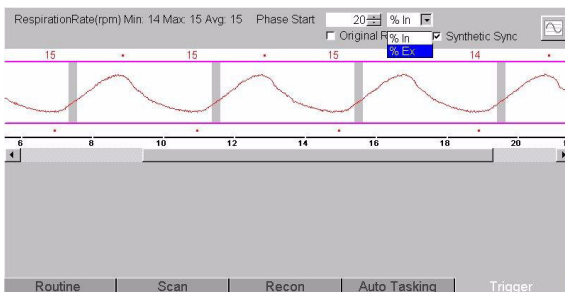 RespirationRate(rpm) Min: 14 Max: 15 Avg: 15 Phase Start 20 % In
Original % In Synthetic Sync
% Ex
15 15 15 14
6 8 10 12 14 16 18 20
Routine Scan Recon Auto Tasking Trigger